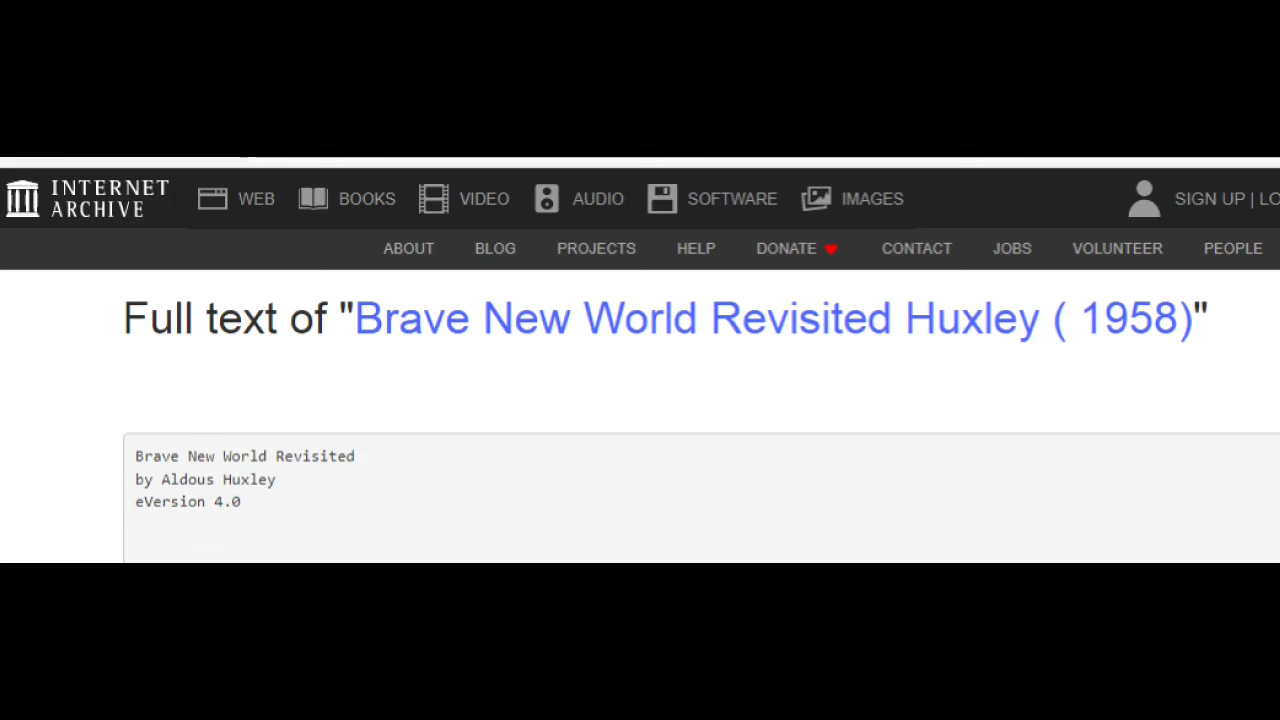 INTERNET ARCHIVE
WEB BOOKS VIDEO AUDIO SOFTWARE IMAGES SIGN UP | LO
ABOUT BLOG PROJECTS HELP DONATE CONTACT JOBS VOLUNTEER PEOPLE
Full text of "Brave New World Revisited Huxley ( 1958)"
Brave New World Revisited
by Aldous Huxley
eVersion 4.0